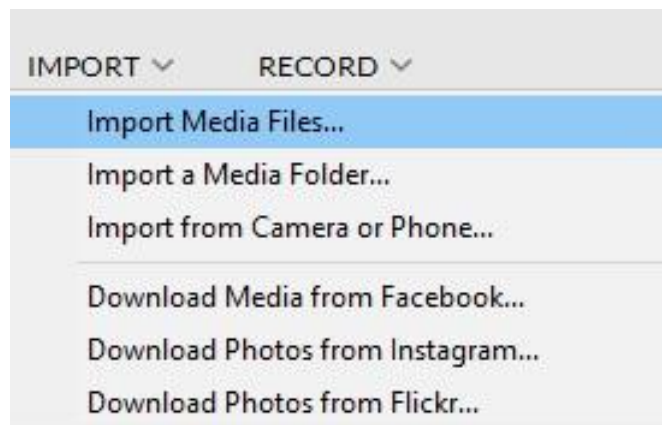 IMPORT RECORD
Import Media Files...
Import a Media Folder...
Import from Camera or Phone...
Download Media from Facebook...
Download Photos from Instagram...
Download Photos from Flickr...